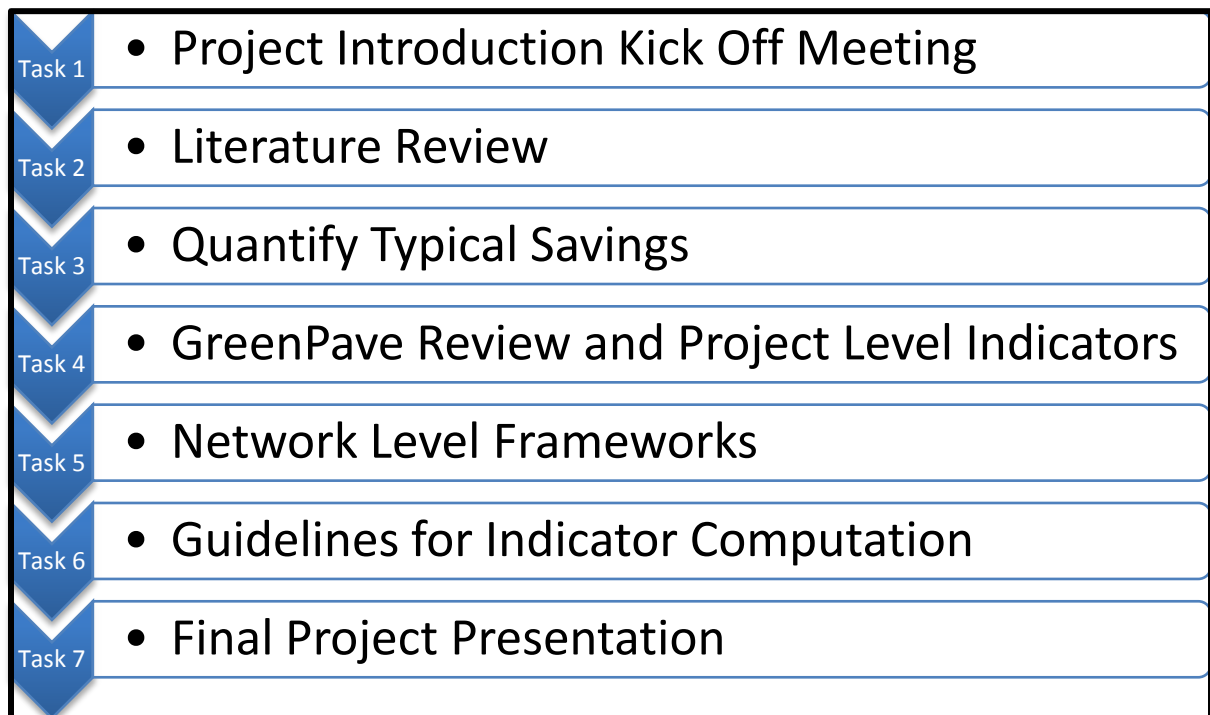 Task 1
• Project Introduction Kick Off Meeting
Task 2
• Literature Review
Task 3
• Quantify Typical Savings
Task 4
• GreenPave Review and Project Level Indicators
Task 5
• Network Level Frameworks
Task 6
• Guidelines for Indicator Computation
Task 7
• Final Project Presentation